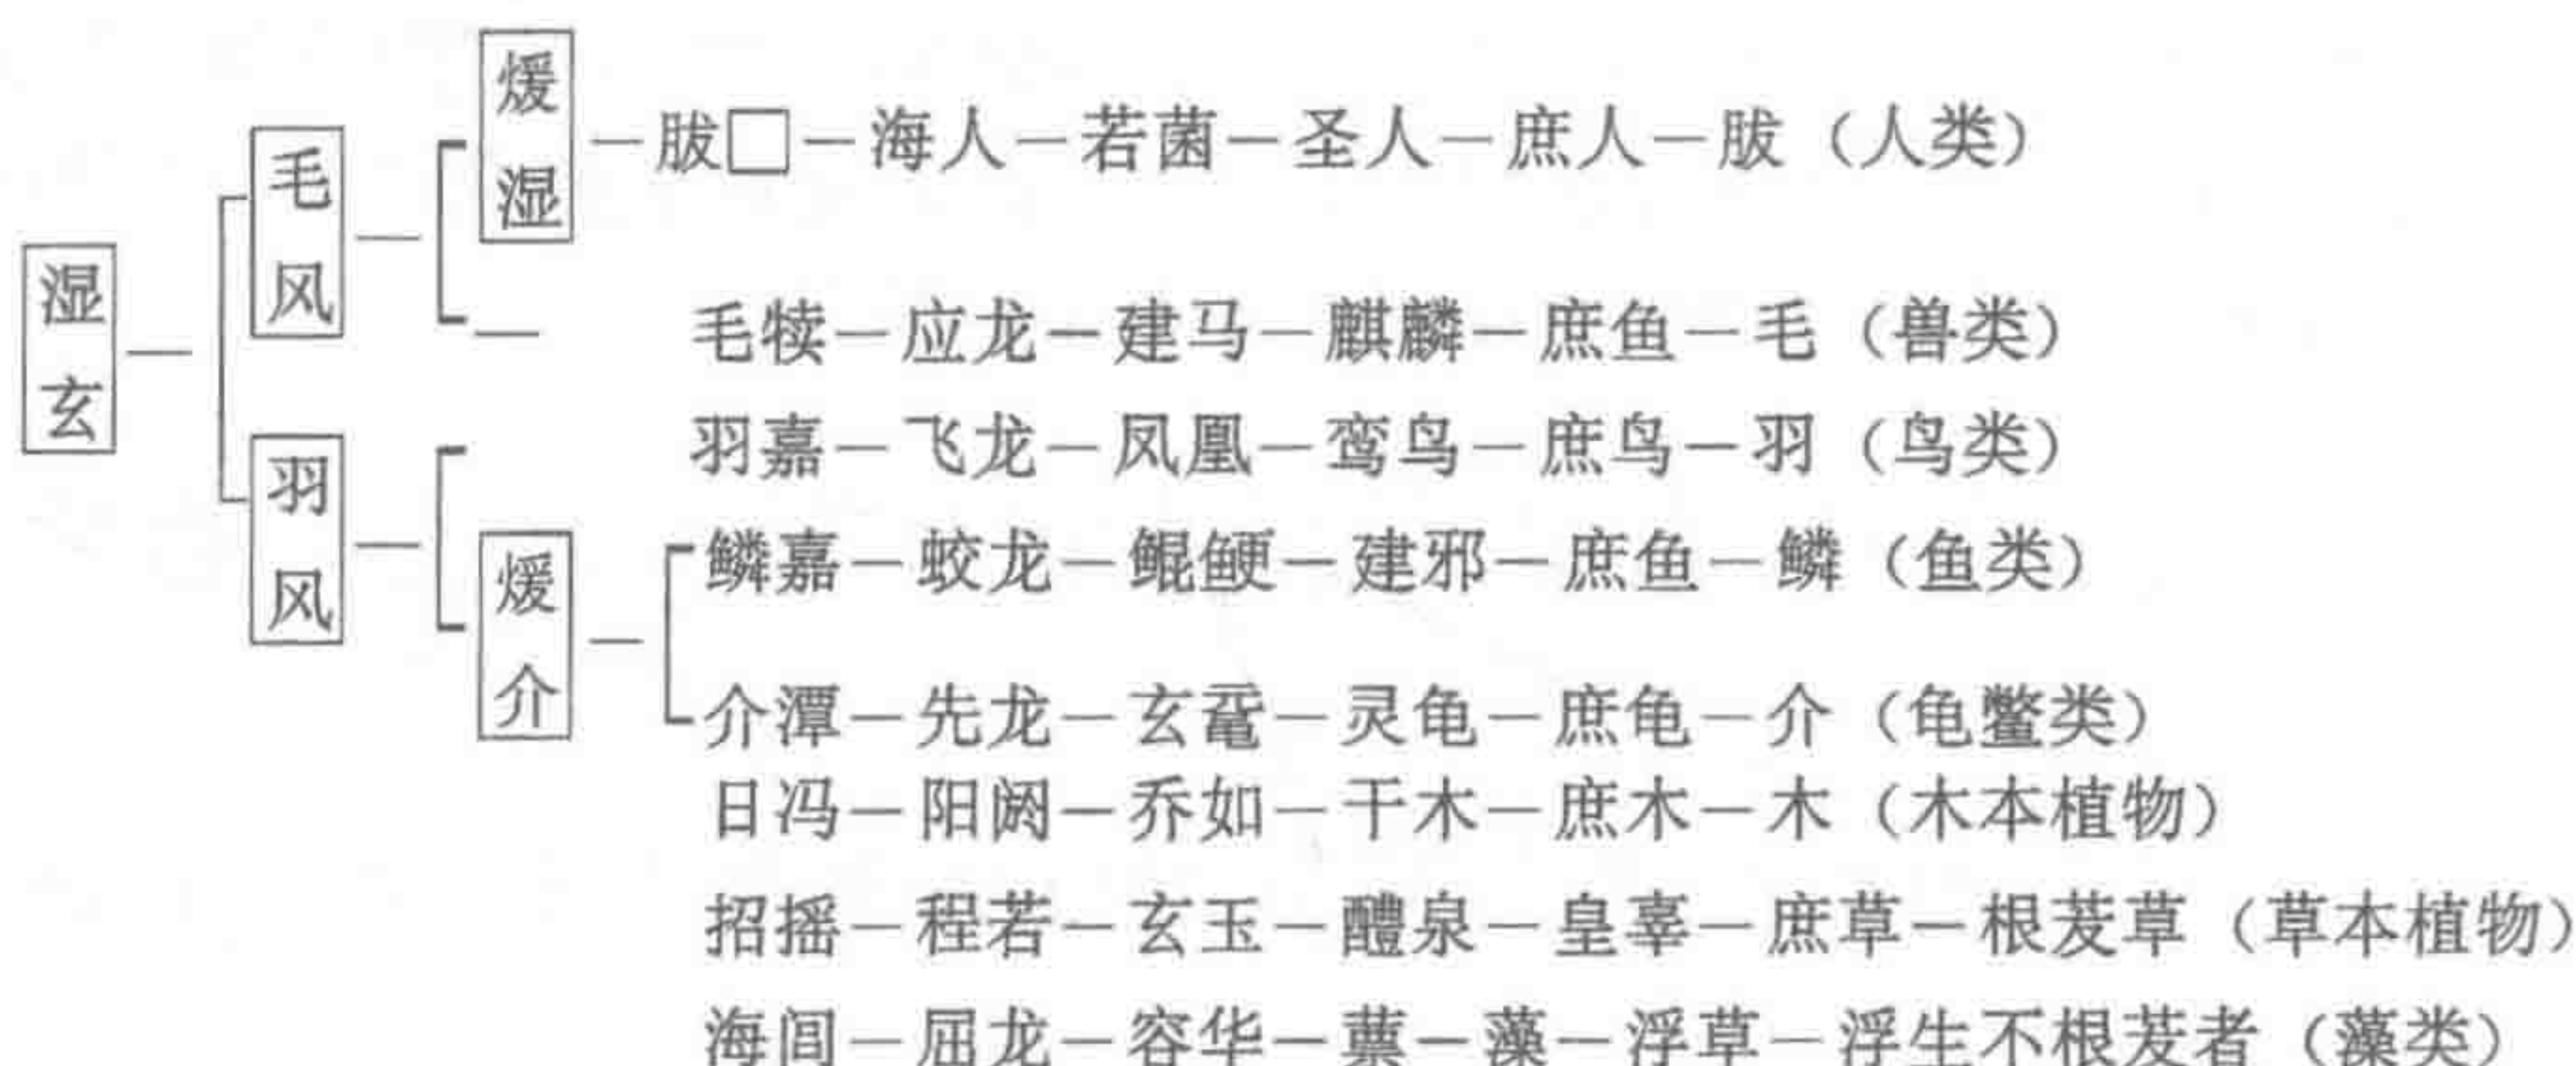 湿玄
毛风
羽风
煖湿
煖介
胈□—海人—若菌—圣人—庶人—胈（人类）
毛犊—应龙—建马—麒麟—庶鱼—毛（兽类）
羽嘉—飞龙—凤凰—鸾鸟—庶鸟—羽（鸟类）
鳞嘉—蛟龙—鲲鲠—建邪—庶鱼—鳞（鱼类）
介潭—先龙—玄鼋—灵龟—庶龟—介（龟鳖类）
日冯—阳阏—乔如—干木—庶木—木（木本植物）
招摇—程若—玄玉—醴泉—皇辜—庶草—根茇草（草本植物）
海闾—屈龙—容华—蔈—藻—浮草—浮生不根茇者（藻类）